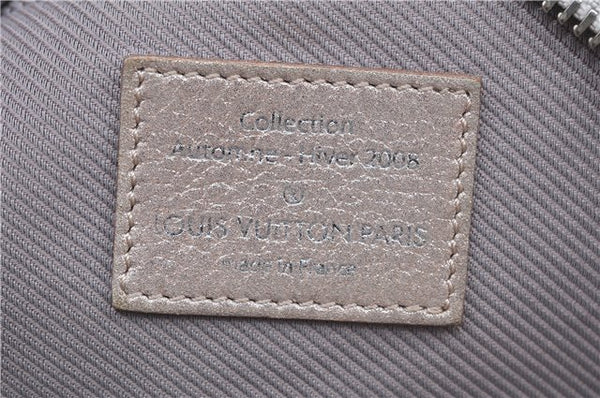 Collection
Automne-Hiver 2008
LOUIS VUITTON PARIS
made in France